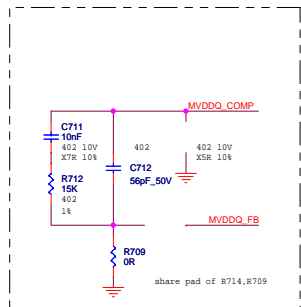 MVDDQ_COMP
C711
10nF
402 10V
X7R 10%
402
402 10V
X5R 10%
C712
56pF_50V
R712
15K
402
1%
MVDDQ_FB
R709
0R
share pad of R714,R709